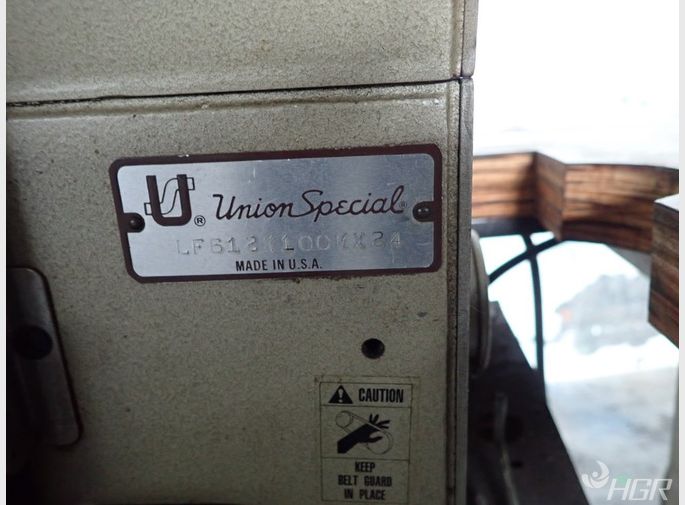 U® Union Special®
MADE IN U.S.A.
CAUTION
KEEP
BELT GUARD
IN PLACE
HGR